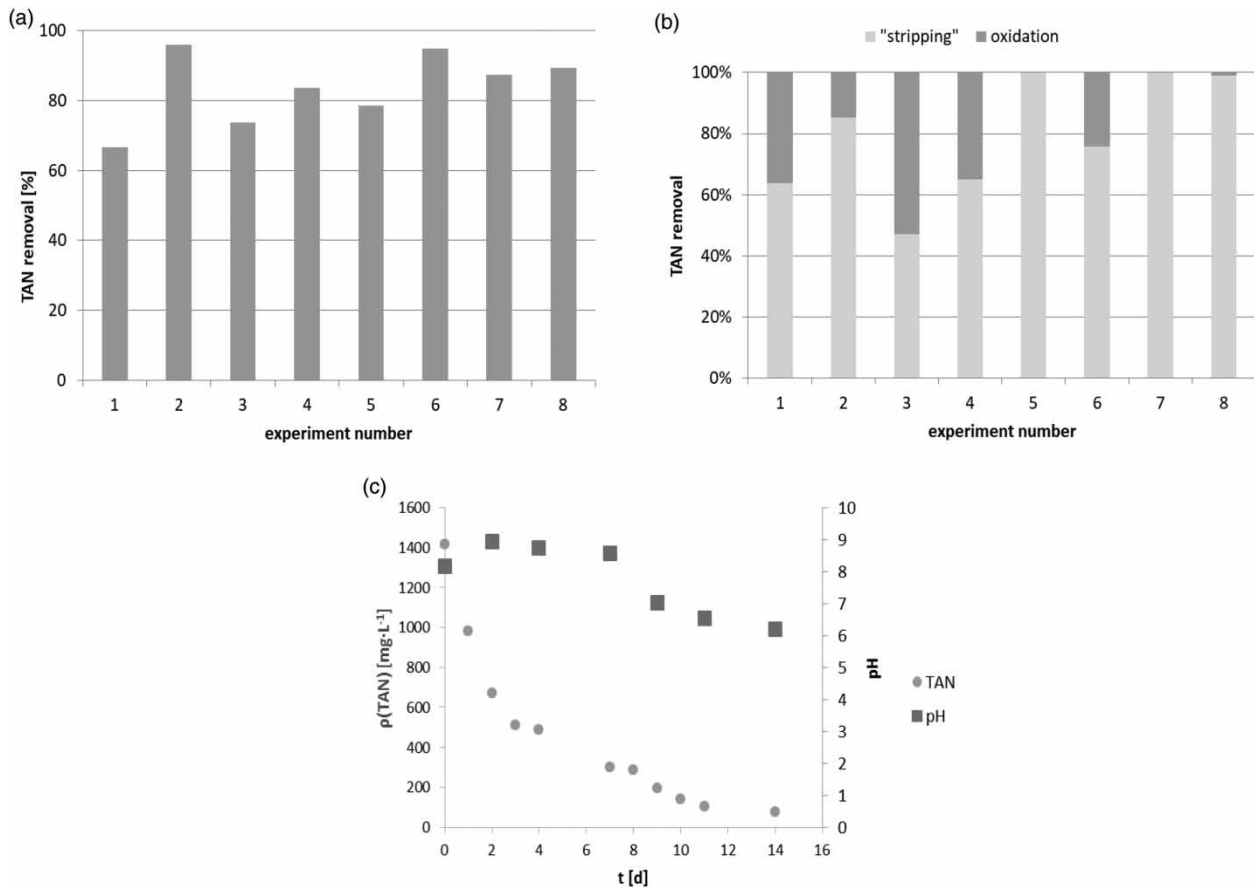 (a)
100
80
60
40
20
0
TAN removal [%]
1 2 3 4 5 6 7 8
experiment number
(b)
"stripping" oxidation
100%
80%
60%
40%
20%
0%
TAN removal
1 2 3 4 5 6 7 8
experiment number
(c)
1600
1400
1200
1000
800
600
400
200
0
ρ(TAN) [mg·L⁻¹]
10
9
8
7
6
5
4
3
2
1
0
pH
0 2 4 6 8 10 12 14 16
t [d]
TAN
pH